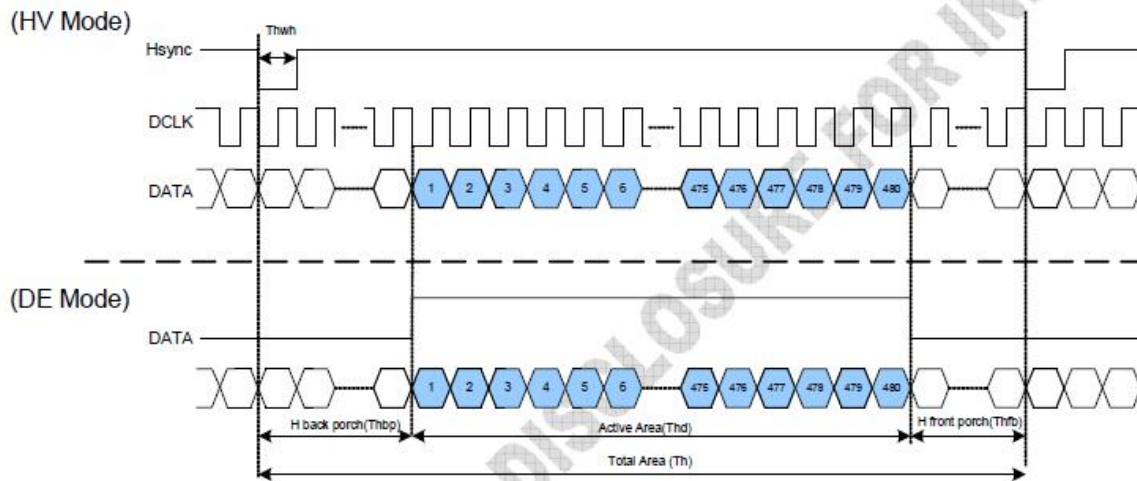 (HV Mode)
Thwh
Hsync
DCLK
DATA
1 2 3 4 5 6 475 476 477 478 479 480
(DE Mode)
DATA
1 2 3 4 5 6 475 476 477 478 479 480
H back porch(Thbp) Active Area(Thd) H front porch(Thfb)
Total Area (Th)
DISCLOSURE FOR